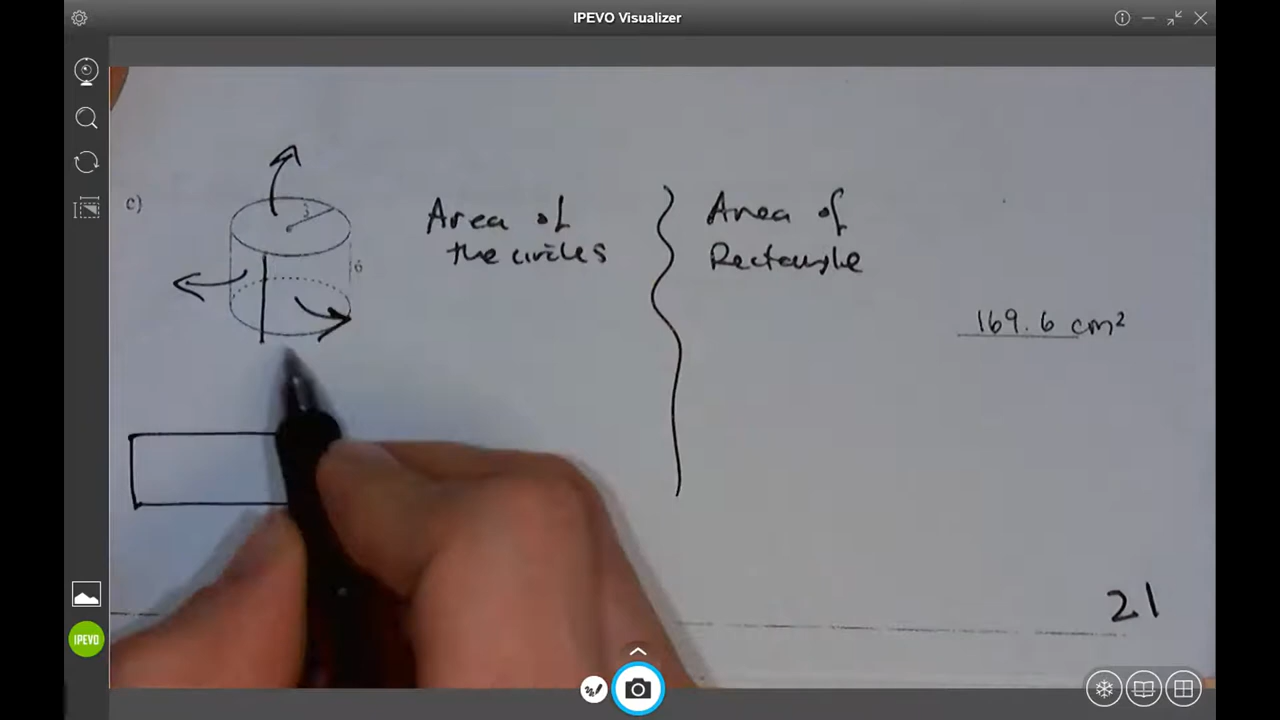 IPEVO Visualizer
c)
3
6
Area of
the circles
Area of
Rectangle
169.6 cm²
21
IPEVO